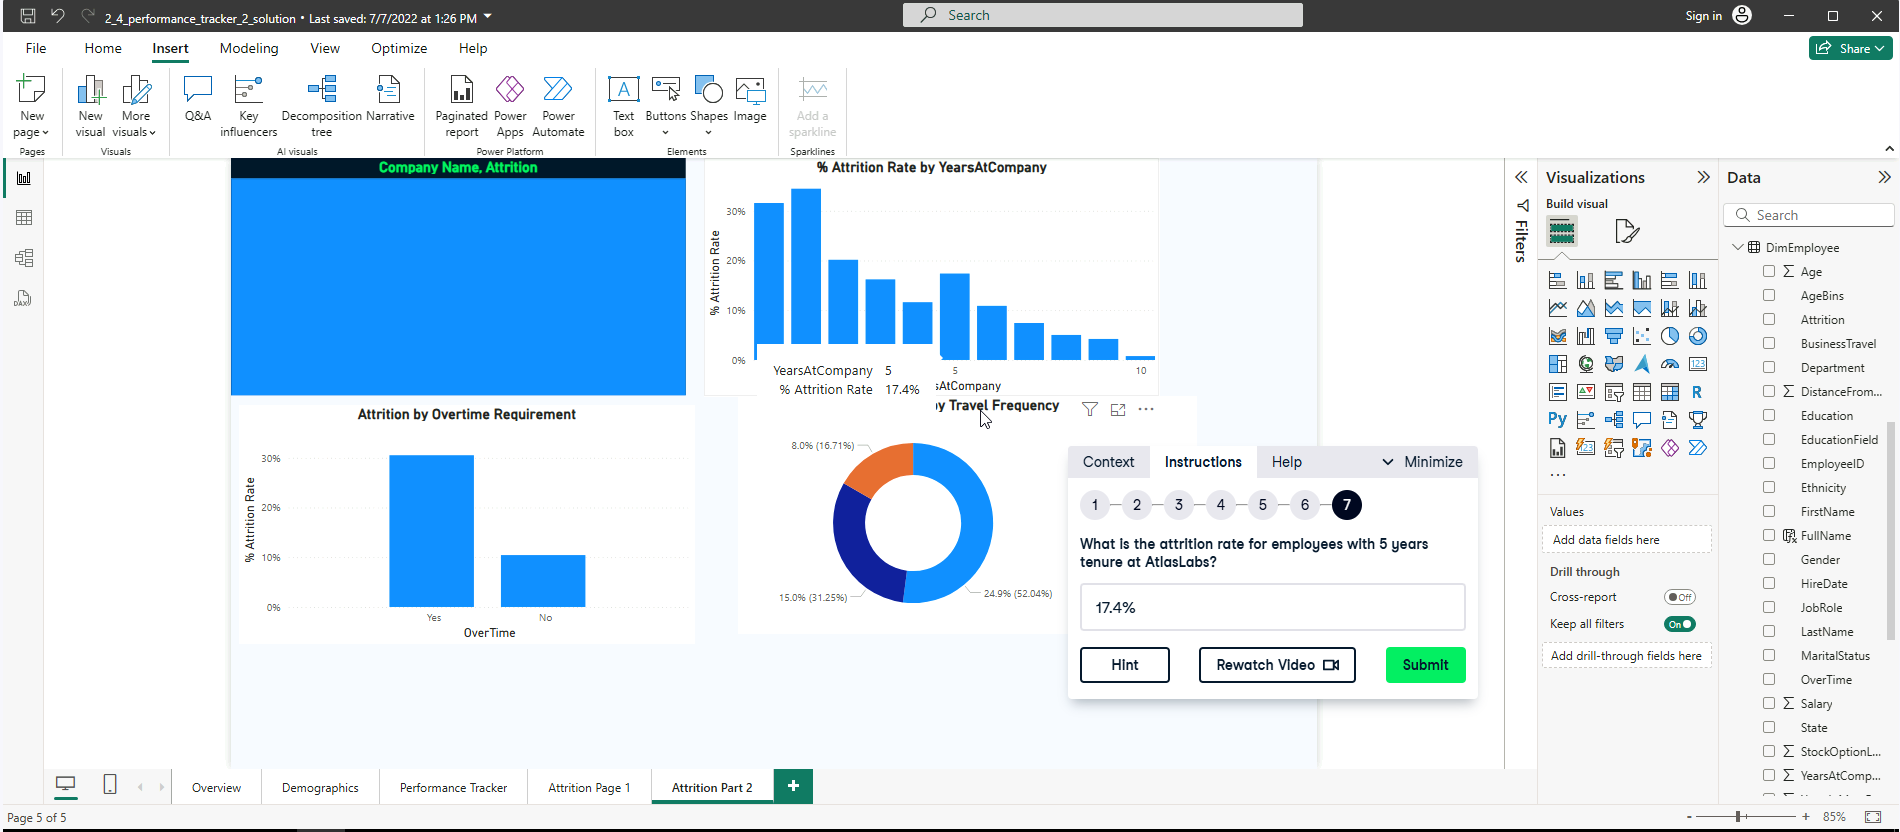 2_4_performance_tracker_2_solution • Last saved: 7/7/2022 at 1:26 PM
Search
Sign in
File
Home
Insert
Modeling
View
Optimize
Help
Share
New page
New visual
More visuals
Q&A
Key influencers
Decomposition tree
Narrative
Paginated report
Power Apps
Power Automate
Text box
Buttons
Shapes
Image
Add a sparkline
Pages
Visuals
AI visuals
Power Platform
Elements
Sparklines
Company Name, Attrition
% Attrition Rate by YearsAtCompany
% Attrition Rate
30%
20%
10%
0%
5
10
sAtCompany
YearsAtCompany 5
% Attrition Rate 17.4%
Attrition by Overtime Requirement
% Attrition Rate
30%
20%
10%
0%
Yes
No
OverTime
by Travel Frequency
8.0% (16.71%)
15.0% (31.25%)
24.9% (52.04%)
Context
Instructions
Help
Minimize
1
2
3
4
5
6
7
What is the attrition rate for employees with 5 years
tenure at AtlasLabs?
17.4%
Hint
Rewatch Video
Submit
Filters
Visualizations
Build visual
123
R
Py
123
...
Values
Add data fields here
Drill through
Cross-report
Off
Keep all filters
On
Add drill-through fields here
Data
Search
DimEmployee
Age
AgeBins
Attrition
BusinessTravel
Department
DistanceFrom...
Education
EducationField
EmployeeID
Ethnicity
FirstName
FullName
Gender
HireDate
JobRole
LastName
MaritalStatus
OverTime
Salary
State
StockOptionL...
YearsAtComp...
DAX
Overview
Demographics
Performance Tracker
Attrition Page 1
Attrition Part 2
+
Page 5 of 5
- + 85%